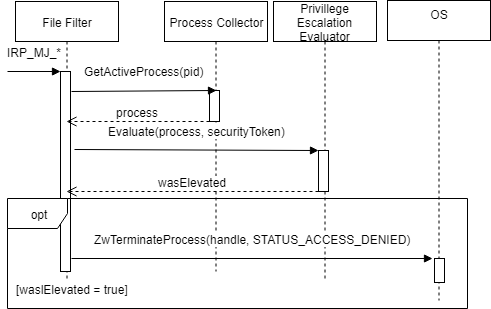 File Filter
Process Collector
Privillege
Escalation
Evaluator
OS
IRP_MJ_*
GetActiveProcess(pid)
process
Evaluate(process, securityToken)
wasElevated
opt
ZwTerminateProcess(handle, STATUS_ACCESS_DENIED)
[waslElevated = true]